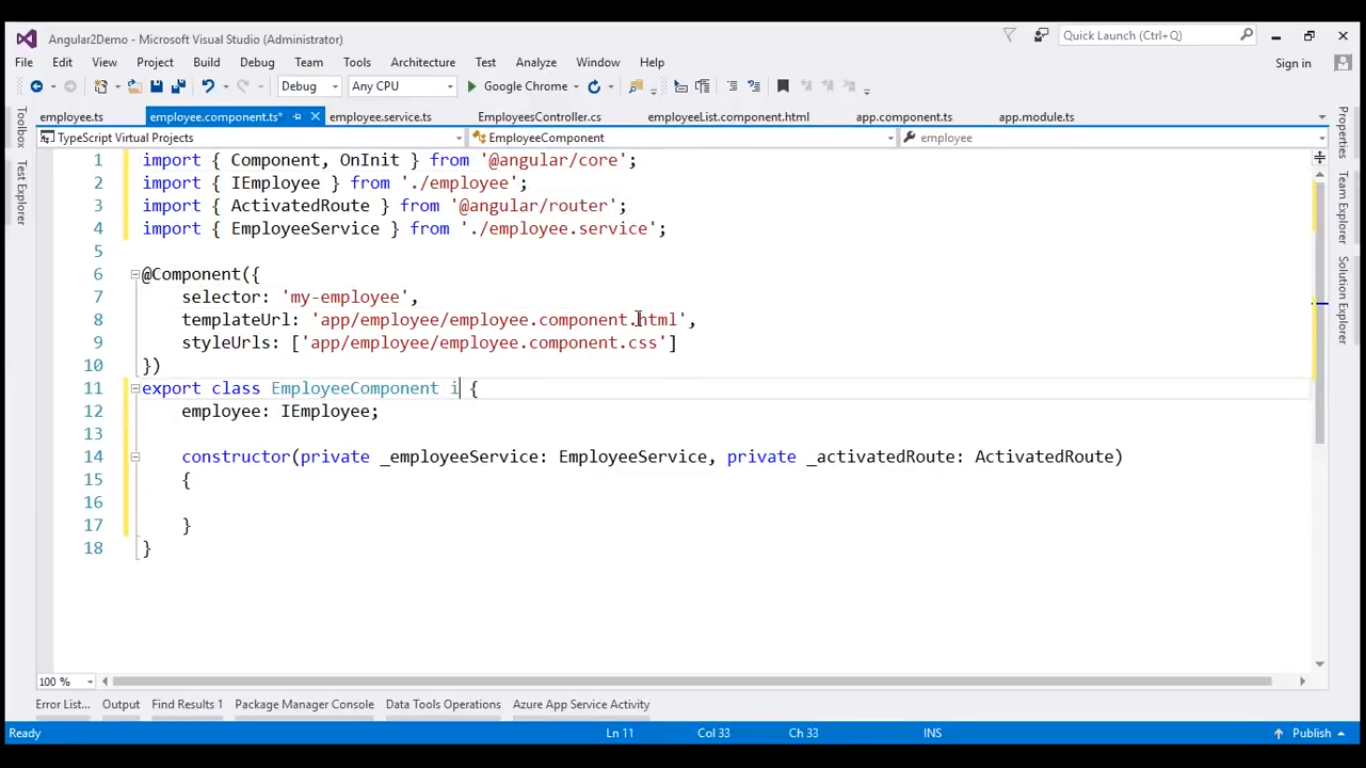 Angular2Demo - Microsoft Visual Studio (Administrator)
Quick Launch (Ctrl+Q)
File Edit View Project Build Debug Team Tools Architecture Test Analyze Window Help
Sign in
Debug Any CPU Google Chrome
employee.ts employee.component.ts* employee.service.ts EmployeesController.cs employeeList.component.html app.component.ts app.module.ts
TypeScript Virtual Projects EmployeeComponent employee
Toolbox
Test Explorer
1 import { Component, OnInit } from '@angular/core';
2 import { IEmployee } from './employee';
3 import { ActivatedRoute } from '@angular/router';
4 import { EmployeeService } from './employee.service';
5
6 @Component({
7 selector: 'my-employee',
8 templateUrl: 'app/employee/employee.component.html',
9 styleUrls: ['app/employee/employee.component.css']
10 })
11 export class EmployeeComponent i {
12 employee: IEmployee;
13
14 constructor(private _employeeService: EmployeeService, private _activatedRoute: ActivatedRoute)
15 {
16
17 }
18 }
Properties
Team Explorer
Solution Explorer
100 %
Error List... Output Find Results 1 Package Manager Console Data Tools Operations Azure App Service Activity
Ready Ln 11 Col 33 Ch 33 INS Publish